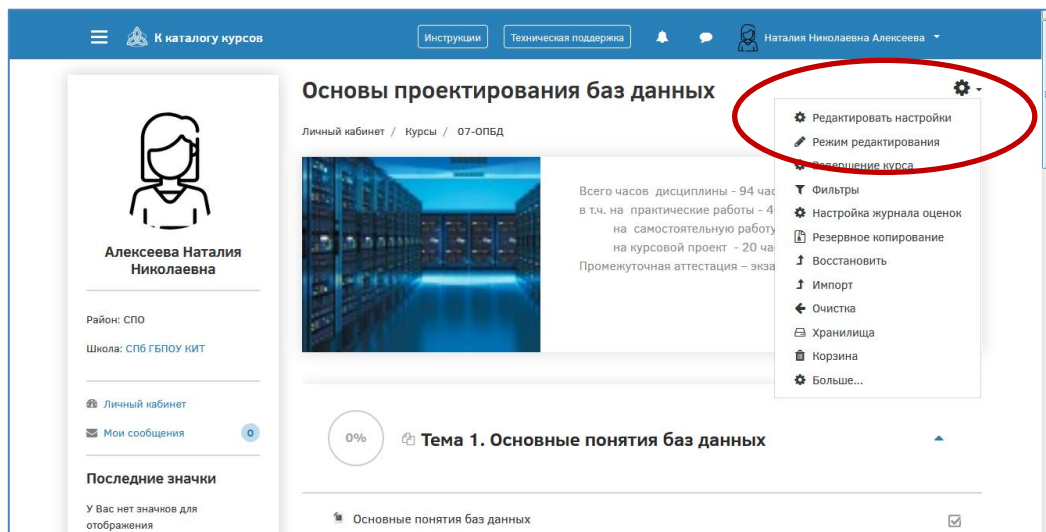 К каталогу курсов
Инструкции
Техническая поддержка
Наталия Николаевна Алексеева
Основы проектирования баз данных
Личный кабинет / Курсы / 07-ОПБД
Редактировать настройки
Режим редактирования
Завершение курса
Фильтры
Настройка журнала оценок
Резервное копирование
Восстановить
Импорт
Очистка
Хранилища
Корзина
Больше...
Всего часов дисциплины - 94 час
в т.ч. на практические работы - 4
на самостоятельную работу
на курсовой проект - 20 ча
Промежуточная аттестация – экза
Алексеева Наталия
Николаевна
Район: СПО
Школа: СПб ГБПОУ КИТ
Личный кабинет
Мои сообщения 0
Последние значки
У Вас нет значков для
отображения
0%
Тема 1. Основные понятия баз данных
Основные понятия баз данных